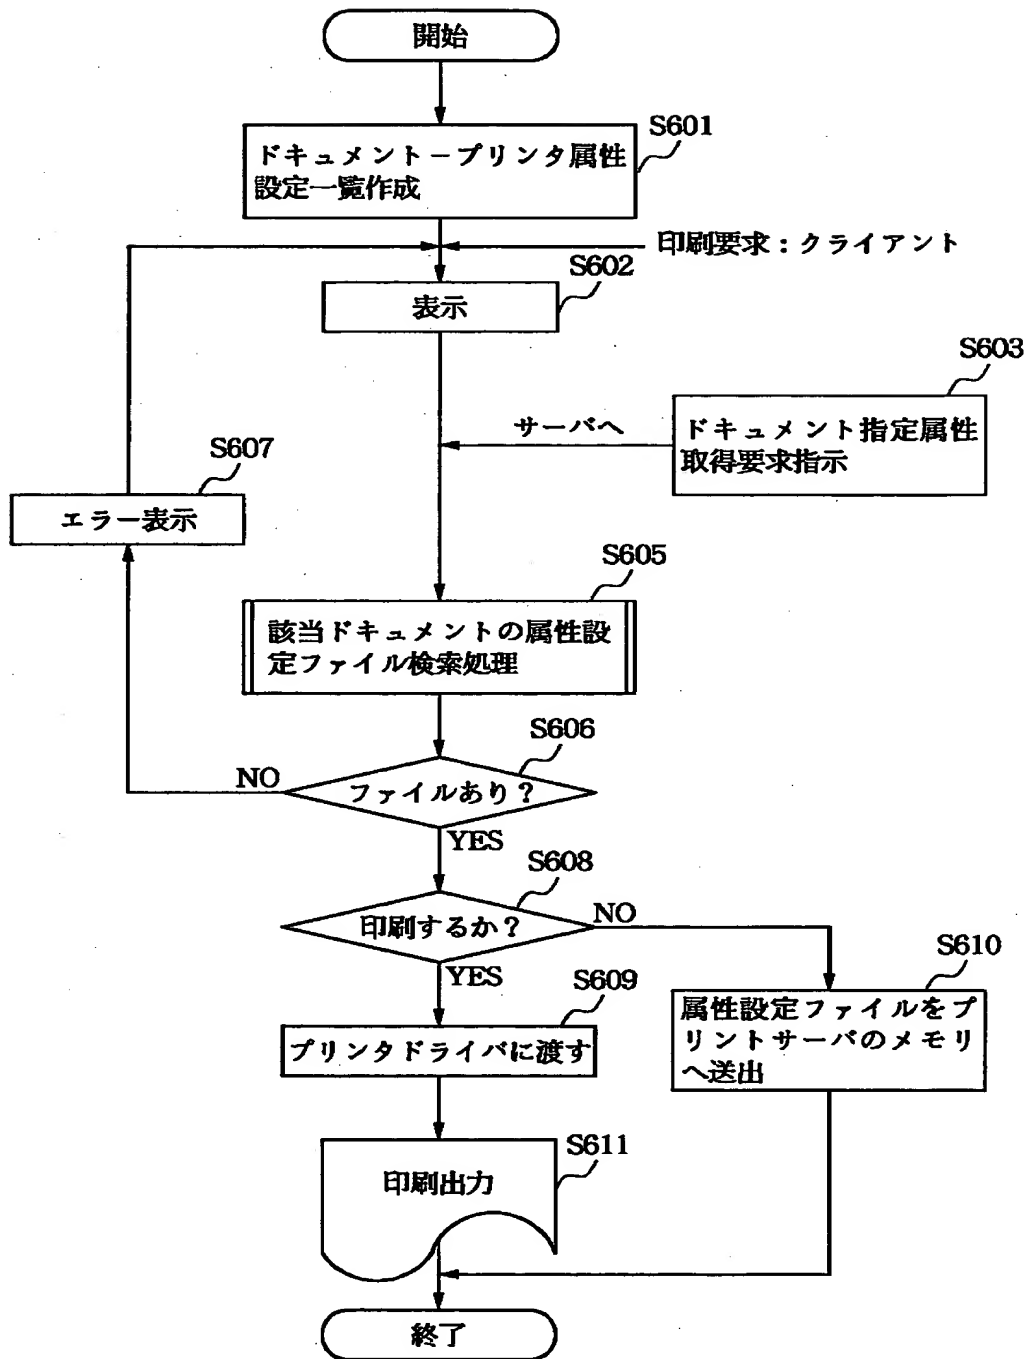 開始
S601
ドキュメント－プリンタ属性
設定一覧作成
印刷要求：クライアント
S602
表示
S603
サーバへ
ドキュメント指定属性
取得要求指示
S607
エラー表示
S605
該当ドキュメントの属性設
定ファイル検索処理
S606
NO
ファイルあり？
YES
S608
印刷するか？
NO
YES
S609
プリンタドライバに渡す
S610
属性設定ファイルをプ
リントサーバのメモリ
へ送出
S611
印刷出力
終了